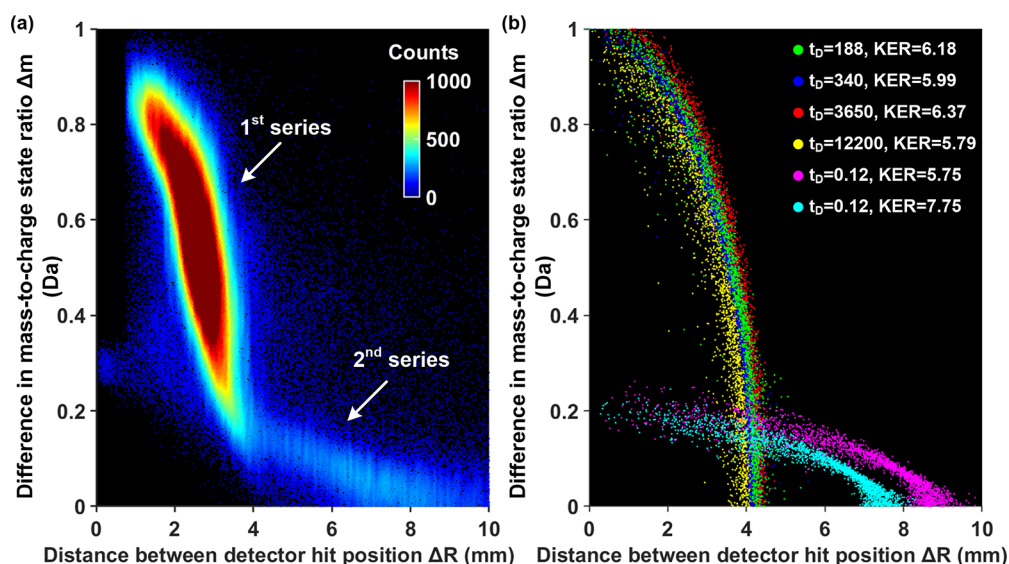 (a)
Difference in mass-to-charge state ratio Δm
(Da)
1
0.8
0.6
0.4
0.2
0
Counts
1000
500
0
1st series
2nd series
0
2
4
6
8
10
Distance between detector hit position ΔR (mm)
(b)
Difference in mass-to-charge state ratio Δm
(Da)
1
0.8
0.6
0.4
0.2
0
tD=188, KER=6.18
tD=340, KER=5.99
tD=3650, KER=6.37
tD=12200, KER=5.79
tD=0.12, KER=5.75
tD=0.12, KER=7.75
0
2
4
6
8
10
Distance between detector hit position ΔR (mm)